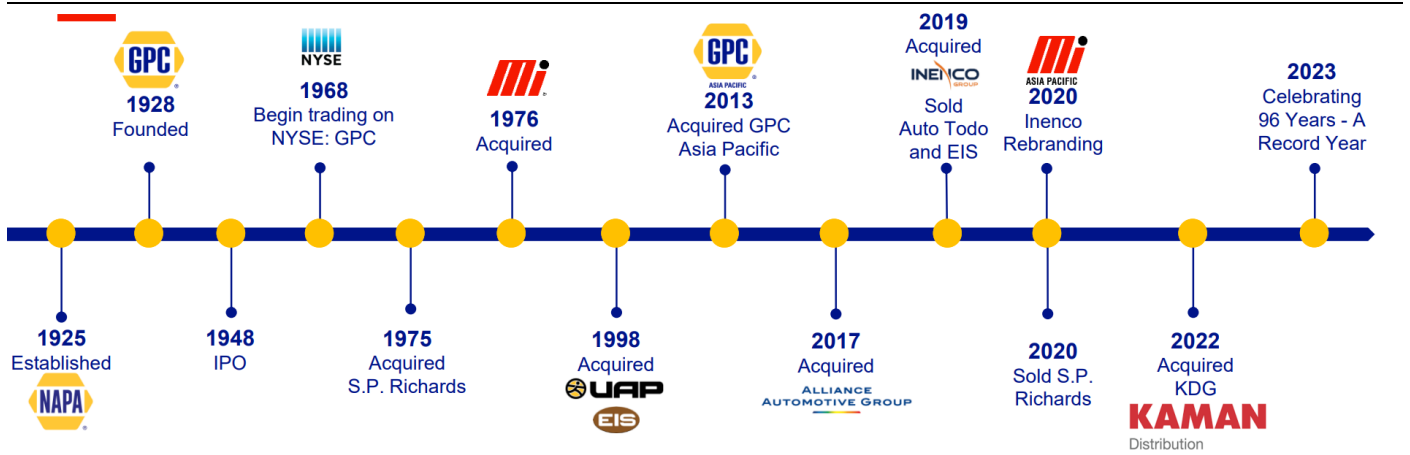 NAPA
1925
Established
GPC
1928
Founded
1948
IPO
NYSE
1968
Begin trading on
NYSE: GPC
1975
Acquired
S.P. Richards
Mi
1976
Acquired
1998
Acquired
UAP
EIS
GPC
ASIA PACIFIC
2013
Acquired GPC
Asia Pacific
2017
Acquired
ALLIANCE
AUTOMOTIVE GROUP
2019
Acquired
INENCO
GROUP
Sold
Auto Todo
and EIS
Mi
ASIA PACIFIC
2020
Inenco
Rebranding
2020
Sold S.P.
Richards
2022
Acquired
KDG
KAMAN
Distribution
2023
Celebrating
96 Years - A
Record Year